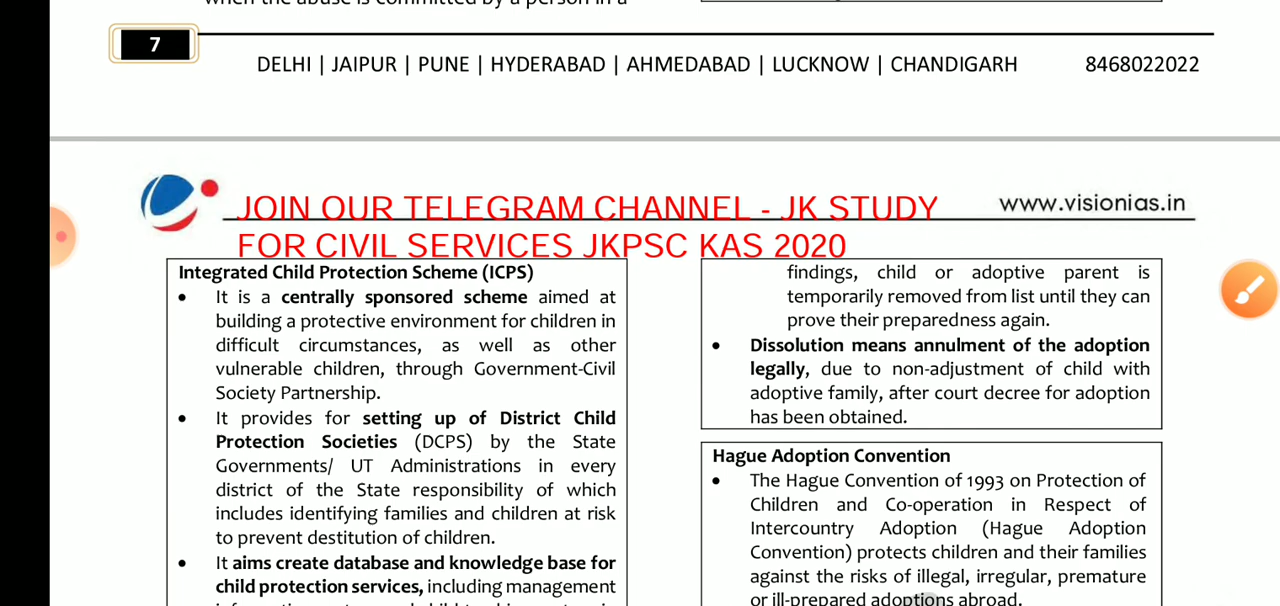 when the abuse is committed by a person in a
7
DELHI | JAIPUR | PUNE | HYDERABAD | AHMEDABAD | LUCKNOW | CHANDIGARH 8468022022
JOIN OUR TELEGRAM CHANNEL - JK STUDY
FOR CIVIL SERVICES JKPSC KAS 2020
www.visionias.in
Integrated Child Protection Scheme (ICPS)
• It is a centrally sponsored scheme aimed at
building a protective environment for children in
difficult circumstances, as well as other
vulnerable children, through Government-Civil
Society Partnership.
• It provides for setting up of District Child
Protection Societies (DCPS) by the State
Governments/ UT Administrations in every
district of the State responsibility of which
includes identifying families and children at risk
to prevent destitution of children.
• It aims create database and knowledge base for
child protection services, including management
findings, child or adoptive parent is
temporarily removed from list until they can
prove their preparedness again.
• Dissolution means annulment of the adoption
legally, due to non-adjustment of child with
adoptive family, after court decree for adoption
has been obtained.
Hague Adoption Convention
• The Hague Convention of 1993 on Protection of
Children and Co-operation in Respect of
Intercountry Adoption (Hague Adoption
Convention) protects children and their families
against the risks of illegal, irregular, premature
or ill-prepared adoptions abroad.